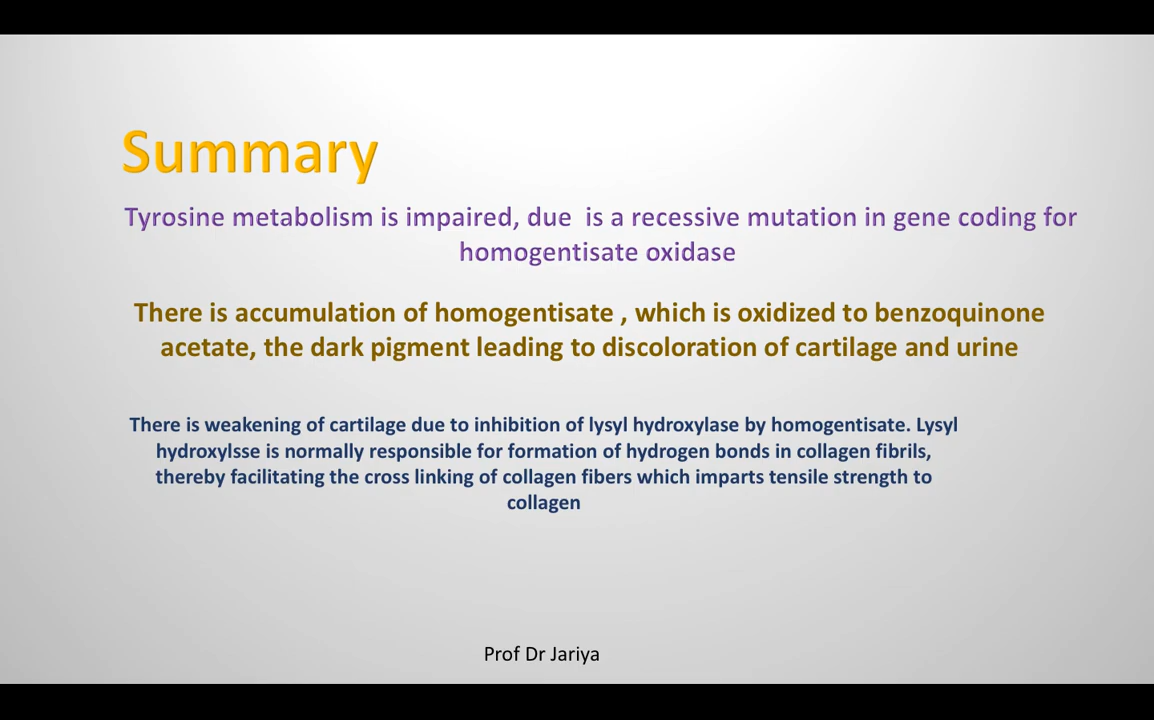 Summary
Tyrosine metabolism is impaired, due  is a recessive mutation in gene coding for
homogentisate oxidase
There is accumulation of homogentisate , which is oxidized to benzoquinone
acetate, the dark pigment leading to discoloration of cartilage and urine
There is weakening of cartilage due to inhibition of lysyl hydroxylase by homogentisate. Lysyl
hydroxylsse is normally responsible for formation of hydrogen bonds in collagen fibrils,
thereby facilitating the cross linking of collagen fibers which imparts tensile strength to
collagen
Prof Dr Jariya